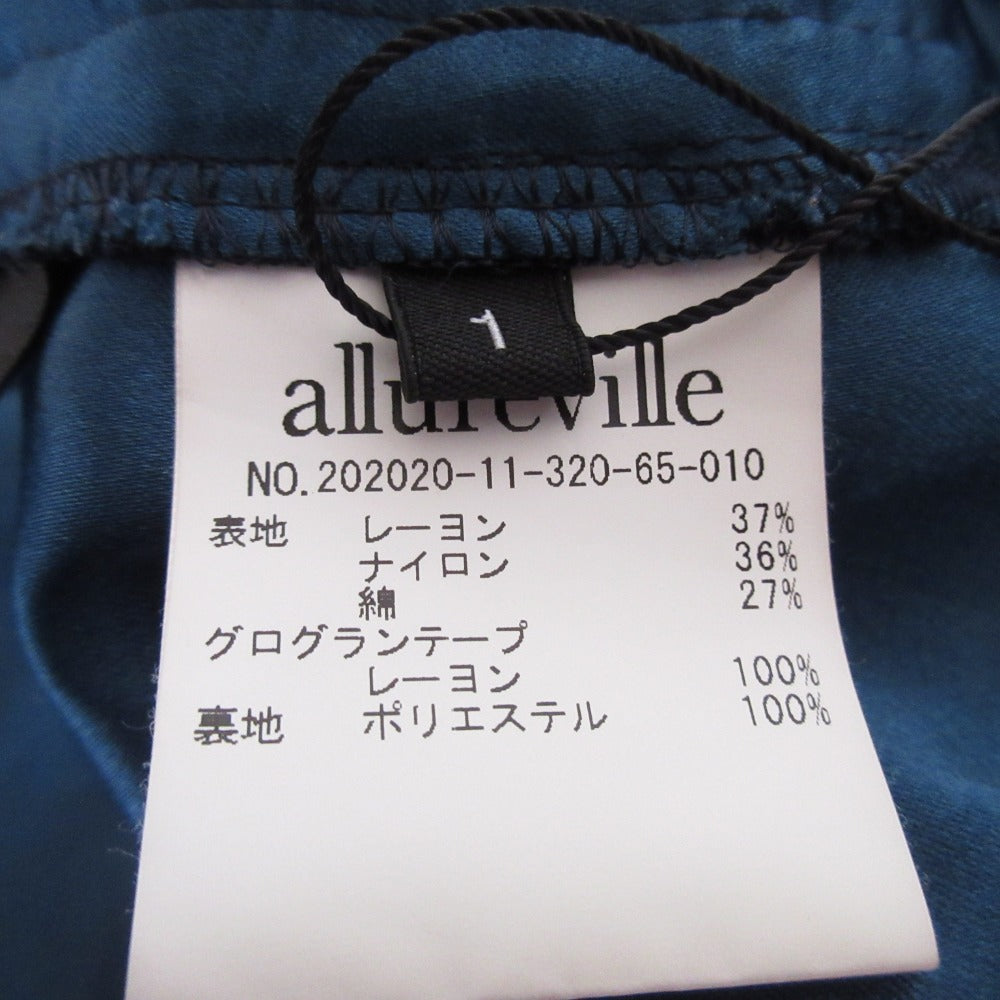 1
allureville
NO.202020-11-320-65-010
表地 レーヨン 37%
ナイロン 36%
綿 27%
グログランテープ
レーヨン 100%
裏地 ポリエステル 100%